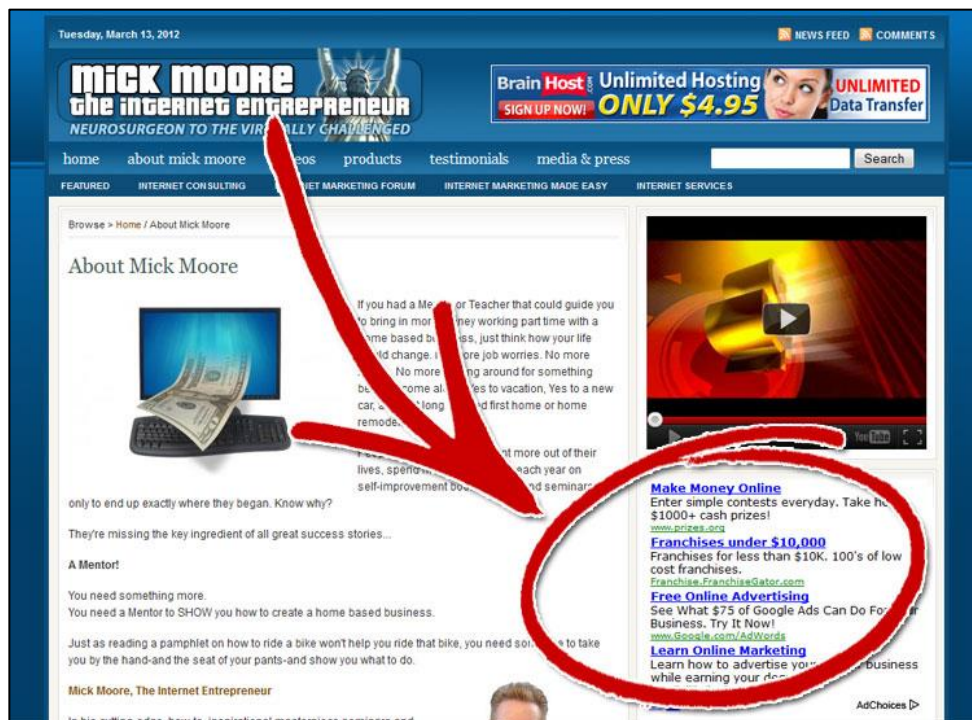 Tuesday, March 13, 2012
NEWS FEED COMMENTS
MiCK MOORE
the internet entrepreneur
NEUROSURGEON TO THE ALLY CHALLENGED
Brain Host .COM Unlimited Hosting
SIGN UP NOW! ONLY $4.95
UNLIMITED
Data Transfer
home about mick moore products testimonials media & press Search
FEATURED INTERNET CONSULTING MARKETING FORUM INTERNET MARKETING MADE EASY INTERNET SERVICES
Browse > Home / About Mick Moore
About Mick Moore
If you had a or Teacher that could guide you
to bring in working part time with a
home based just think how your life
change. job worries. No more
No more around for something
come Yes to vacation, Yes to a new
car, long first home or home
more out of their
lives, each year on
self-improvement and seminars
only to end up exactly where they began. Know why?
They're missing the key ingredient of all great success stories...
A Mentor!
You need something more.
You need a Mentor to SHOW you how to create a home based business.
Just as reading a pamphlet on how to ride a bike won't help you ride that bike, you need to take
you by the hand-and the seat of your pants-and show you what to do.
Mick Moore, The Internet Entrepreneur
YouTube
Make Money Online
Enter simple contests everyday. Take
$1000+ cash prizes!
www.prizes.org
Franchises under $10,000
Franchises for less than $10K. 100's of low
cost franchises.
Franchise.FranchiseGator.com
Free Online Advertising
See What $75 of Google Ads Can Do
Business. Try It Now!
www.Google.com/AdWords
Learn Online Marketing
Learn how to advertise business
while earning your
AdChoices